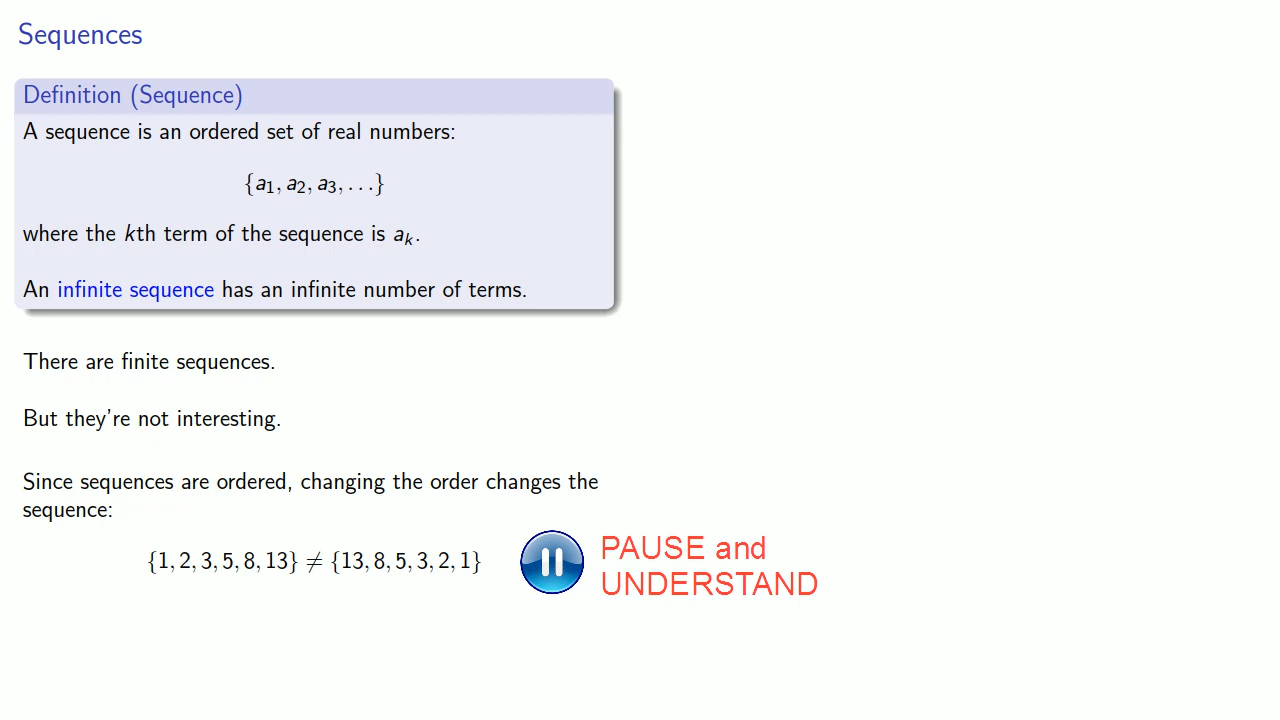 Sequences
Definition (Sequence)
A sequence is an ordered set of real numbers:
{a₁, a₂, a₃, . . .}
where the kth term of the sequence is aₖ.
An infinite sequence has an infinite number of terms.
There are finite sequences.
But they're not interesting.
Since sequences are ordered, changing the order changes the
sequence:
{1, 2, 3, 5, 8, 13} ≠ {13, 8, 5, 3, 2, 1}
PAUSE and
UNDERSTAND